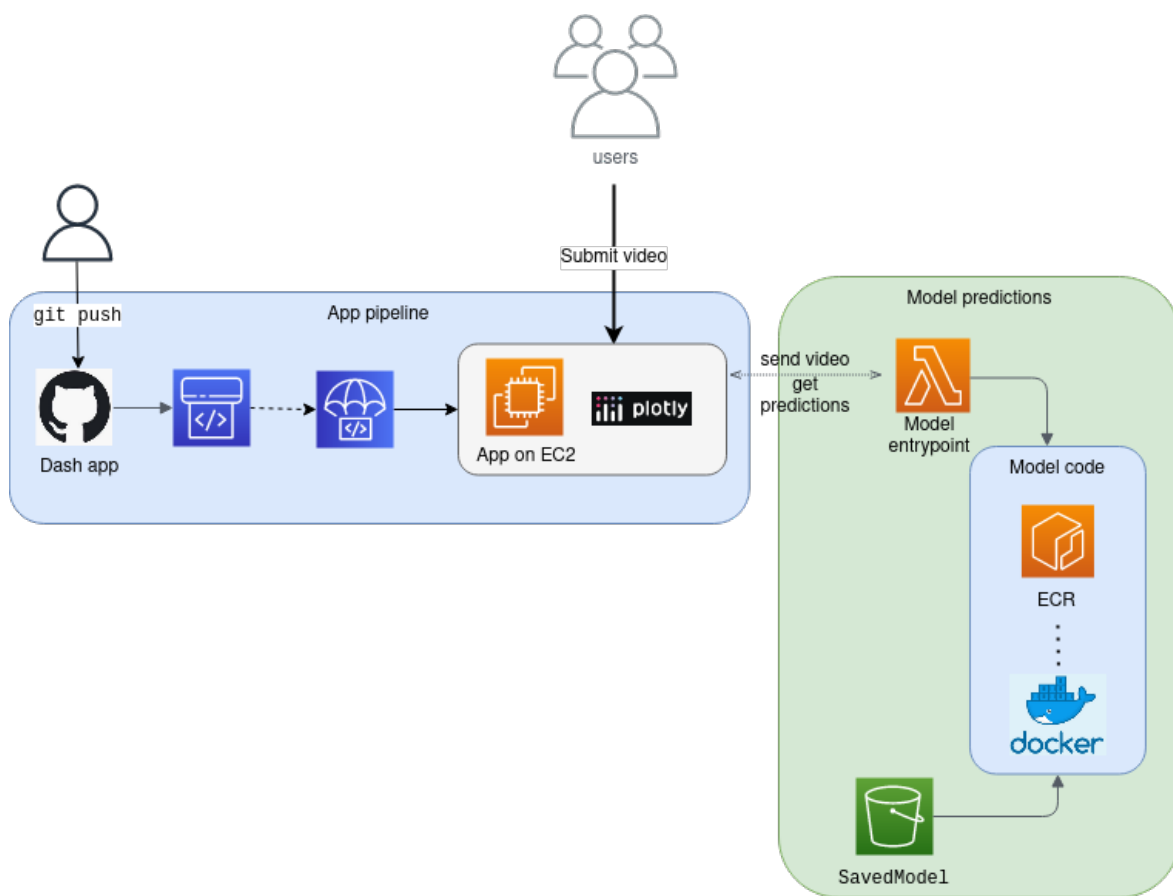 users
Submit video
git push
App pipeline
Dash app
App on EC2
plotly
send video
get
predictions
Model predictions
Model
entrypoint
Model code
ECR
docker
SavedModel